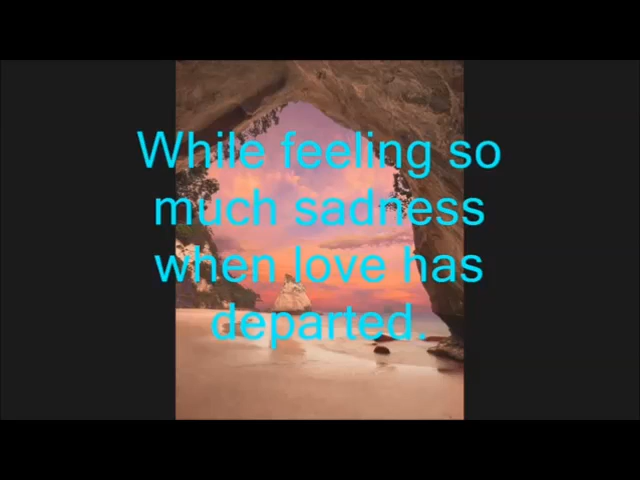 While feeling so
much sadness
when love has
departed.